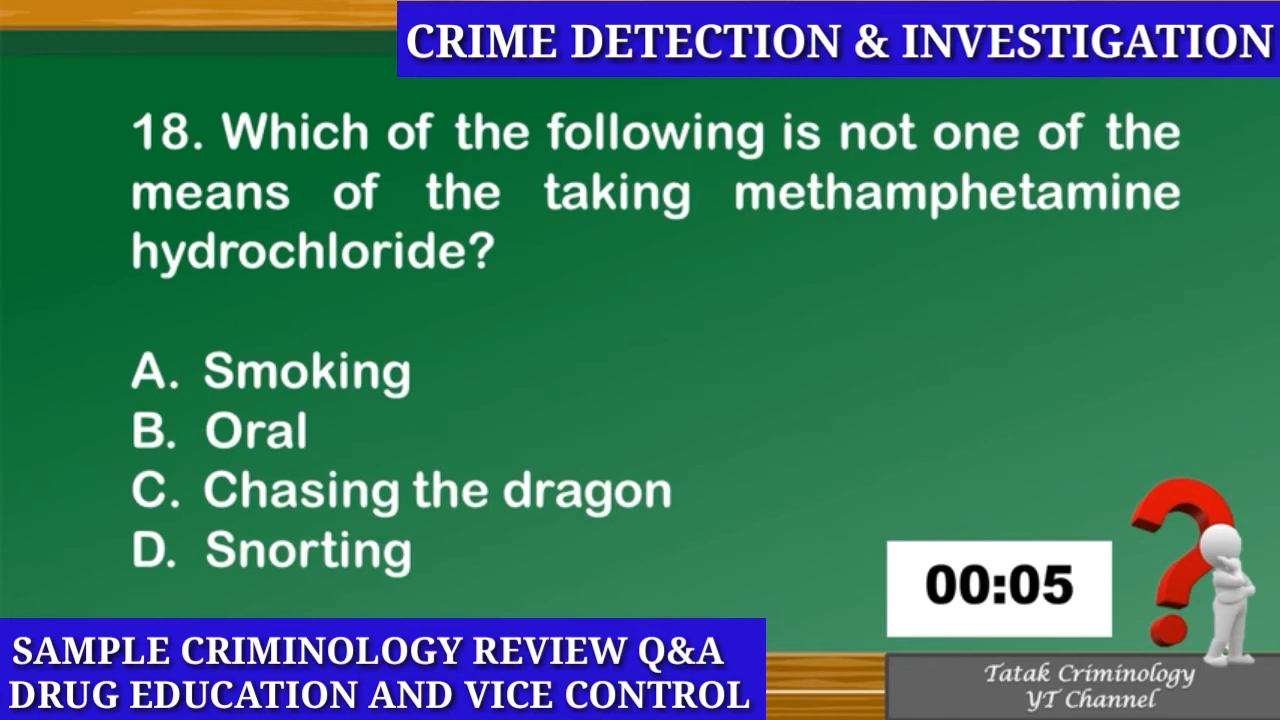 CRIME DETECTION & INVESTIGATION
18. Which of the following is not one of the
means of the taking methamphetamine
hydrochloride?
A. Smoking
B. Oral
C. Chasing the dragon
D. Snorting
00:05
SAMPLE CRIMINOLOGY REVIEW Q&A
DRUG EDUCATION AND VICE CONTROL
Tatak Criminology
YT Channel